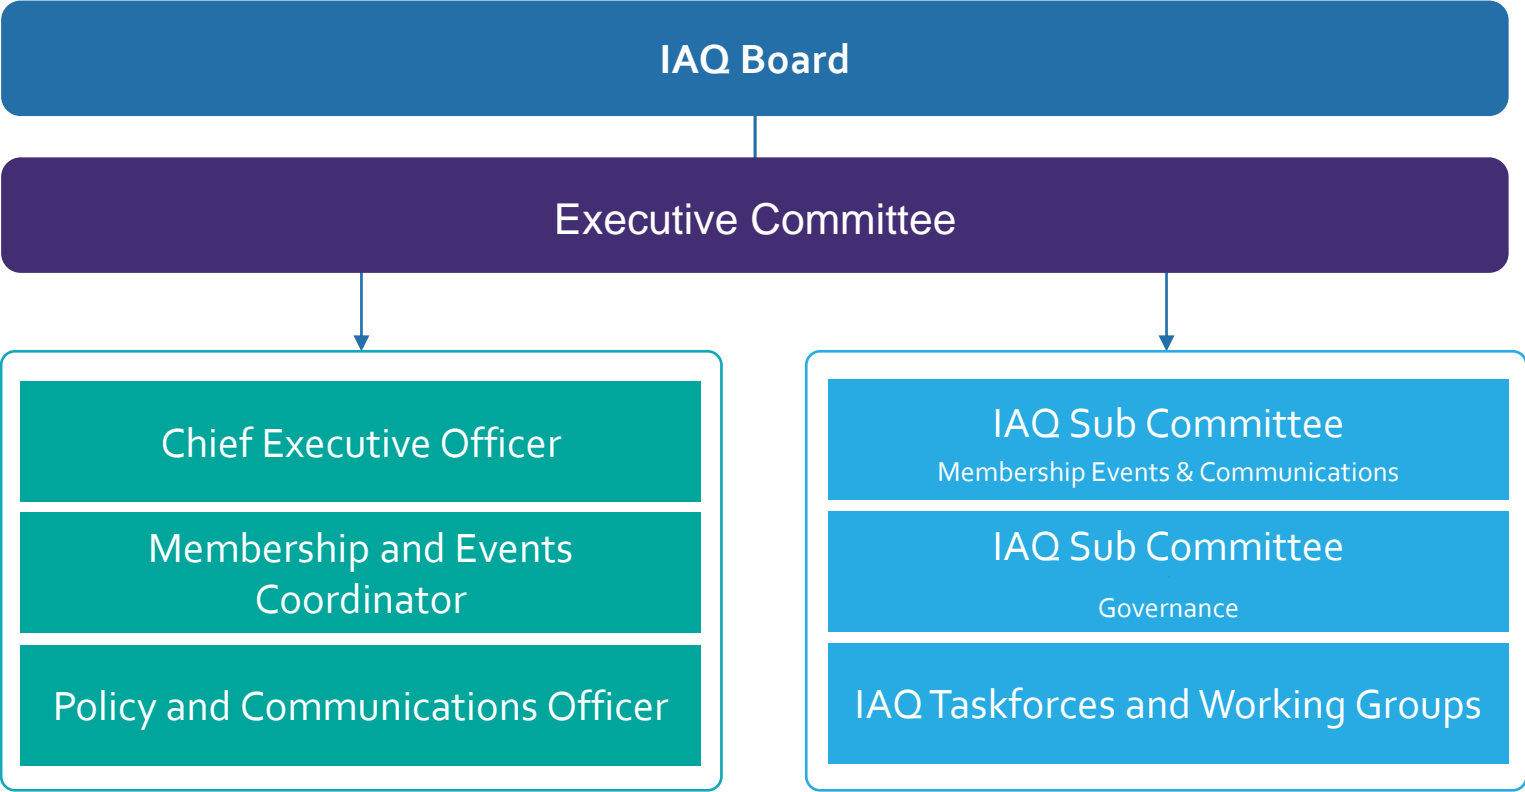 IAQ Board
Executive Committee
Chief Executive Officer
Membership and Events
Coordinator
Policy and Communications Officer
IAQ Sub Committee
Membership Events & Communications
IAQ Sub Committee
Governance
IAQ Taskforces and Working Groups